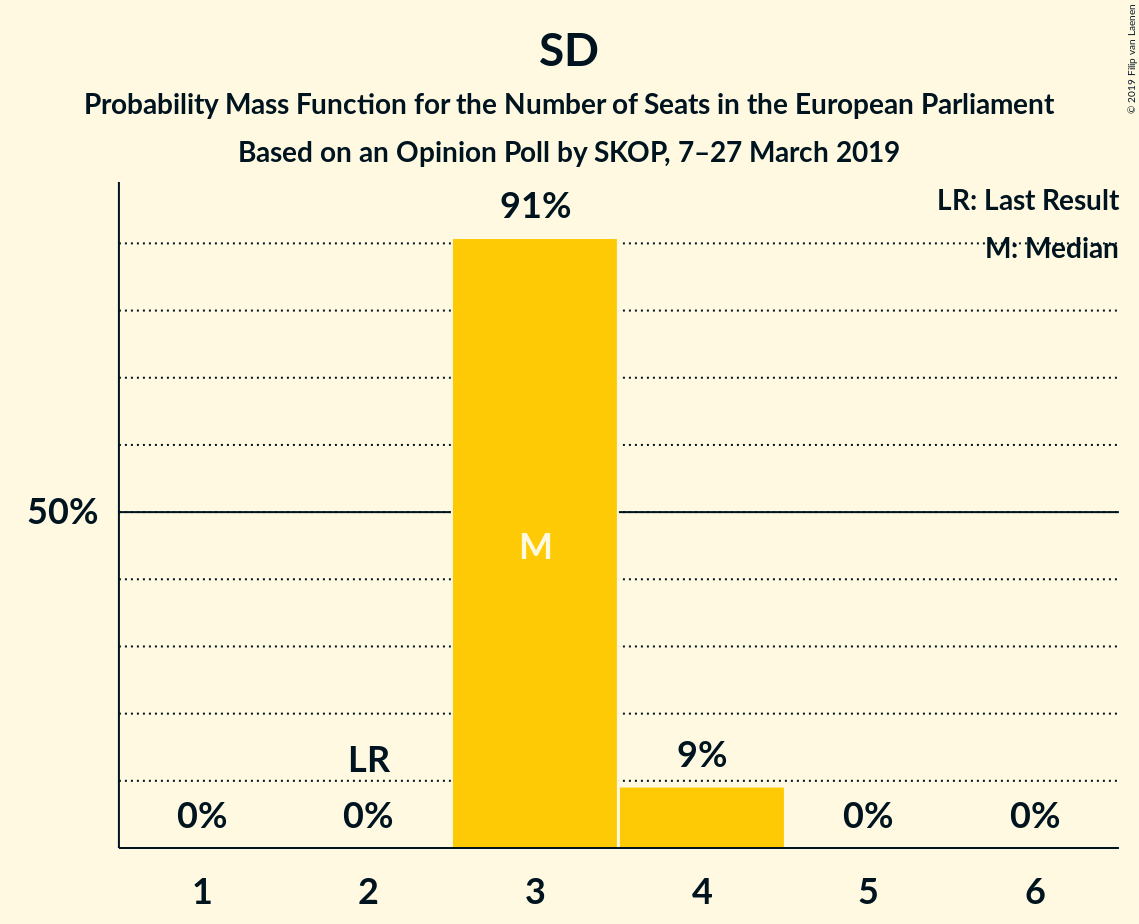 SD
Probability Mass Function for the Number of Seats in the European Parliament
Based on an Opinion Poll by SKOP, 7–27 March 2019
© 2019 Filip van Laenen
LR: Last Result
M: Median
91%
50%
M
LR
9%
0%
0%
0%
0%
1
2
3
4
5
6